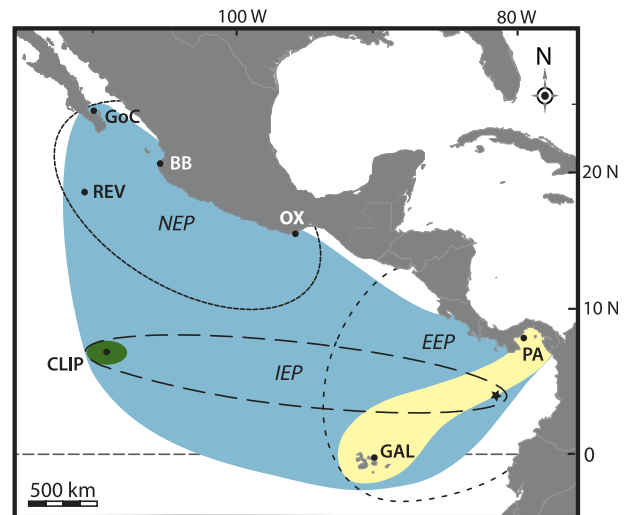 100 W 80 W
N
GoC
BB
20 N
REV
OX
NEP
10 N
EEP
PA
CLIP
IEP
GAL
0
500 km